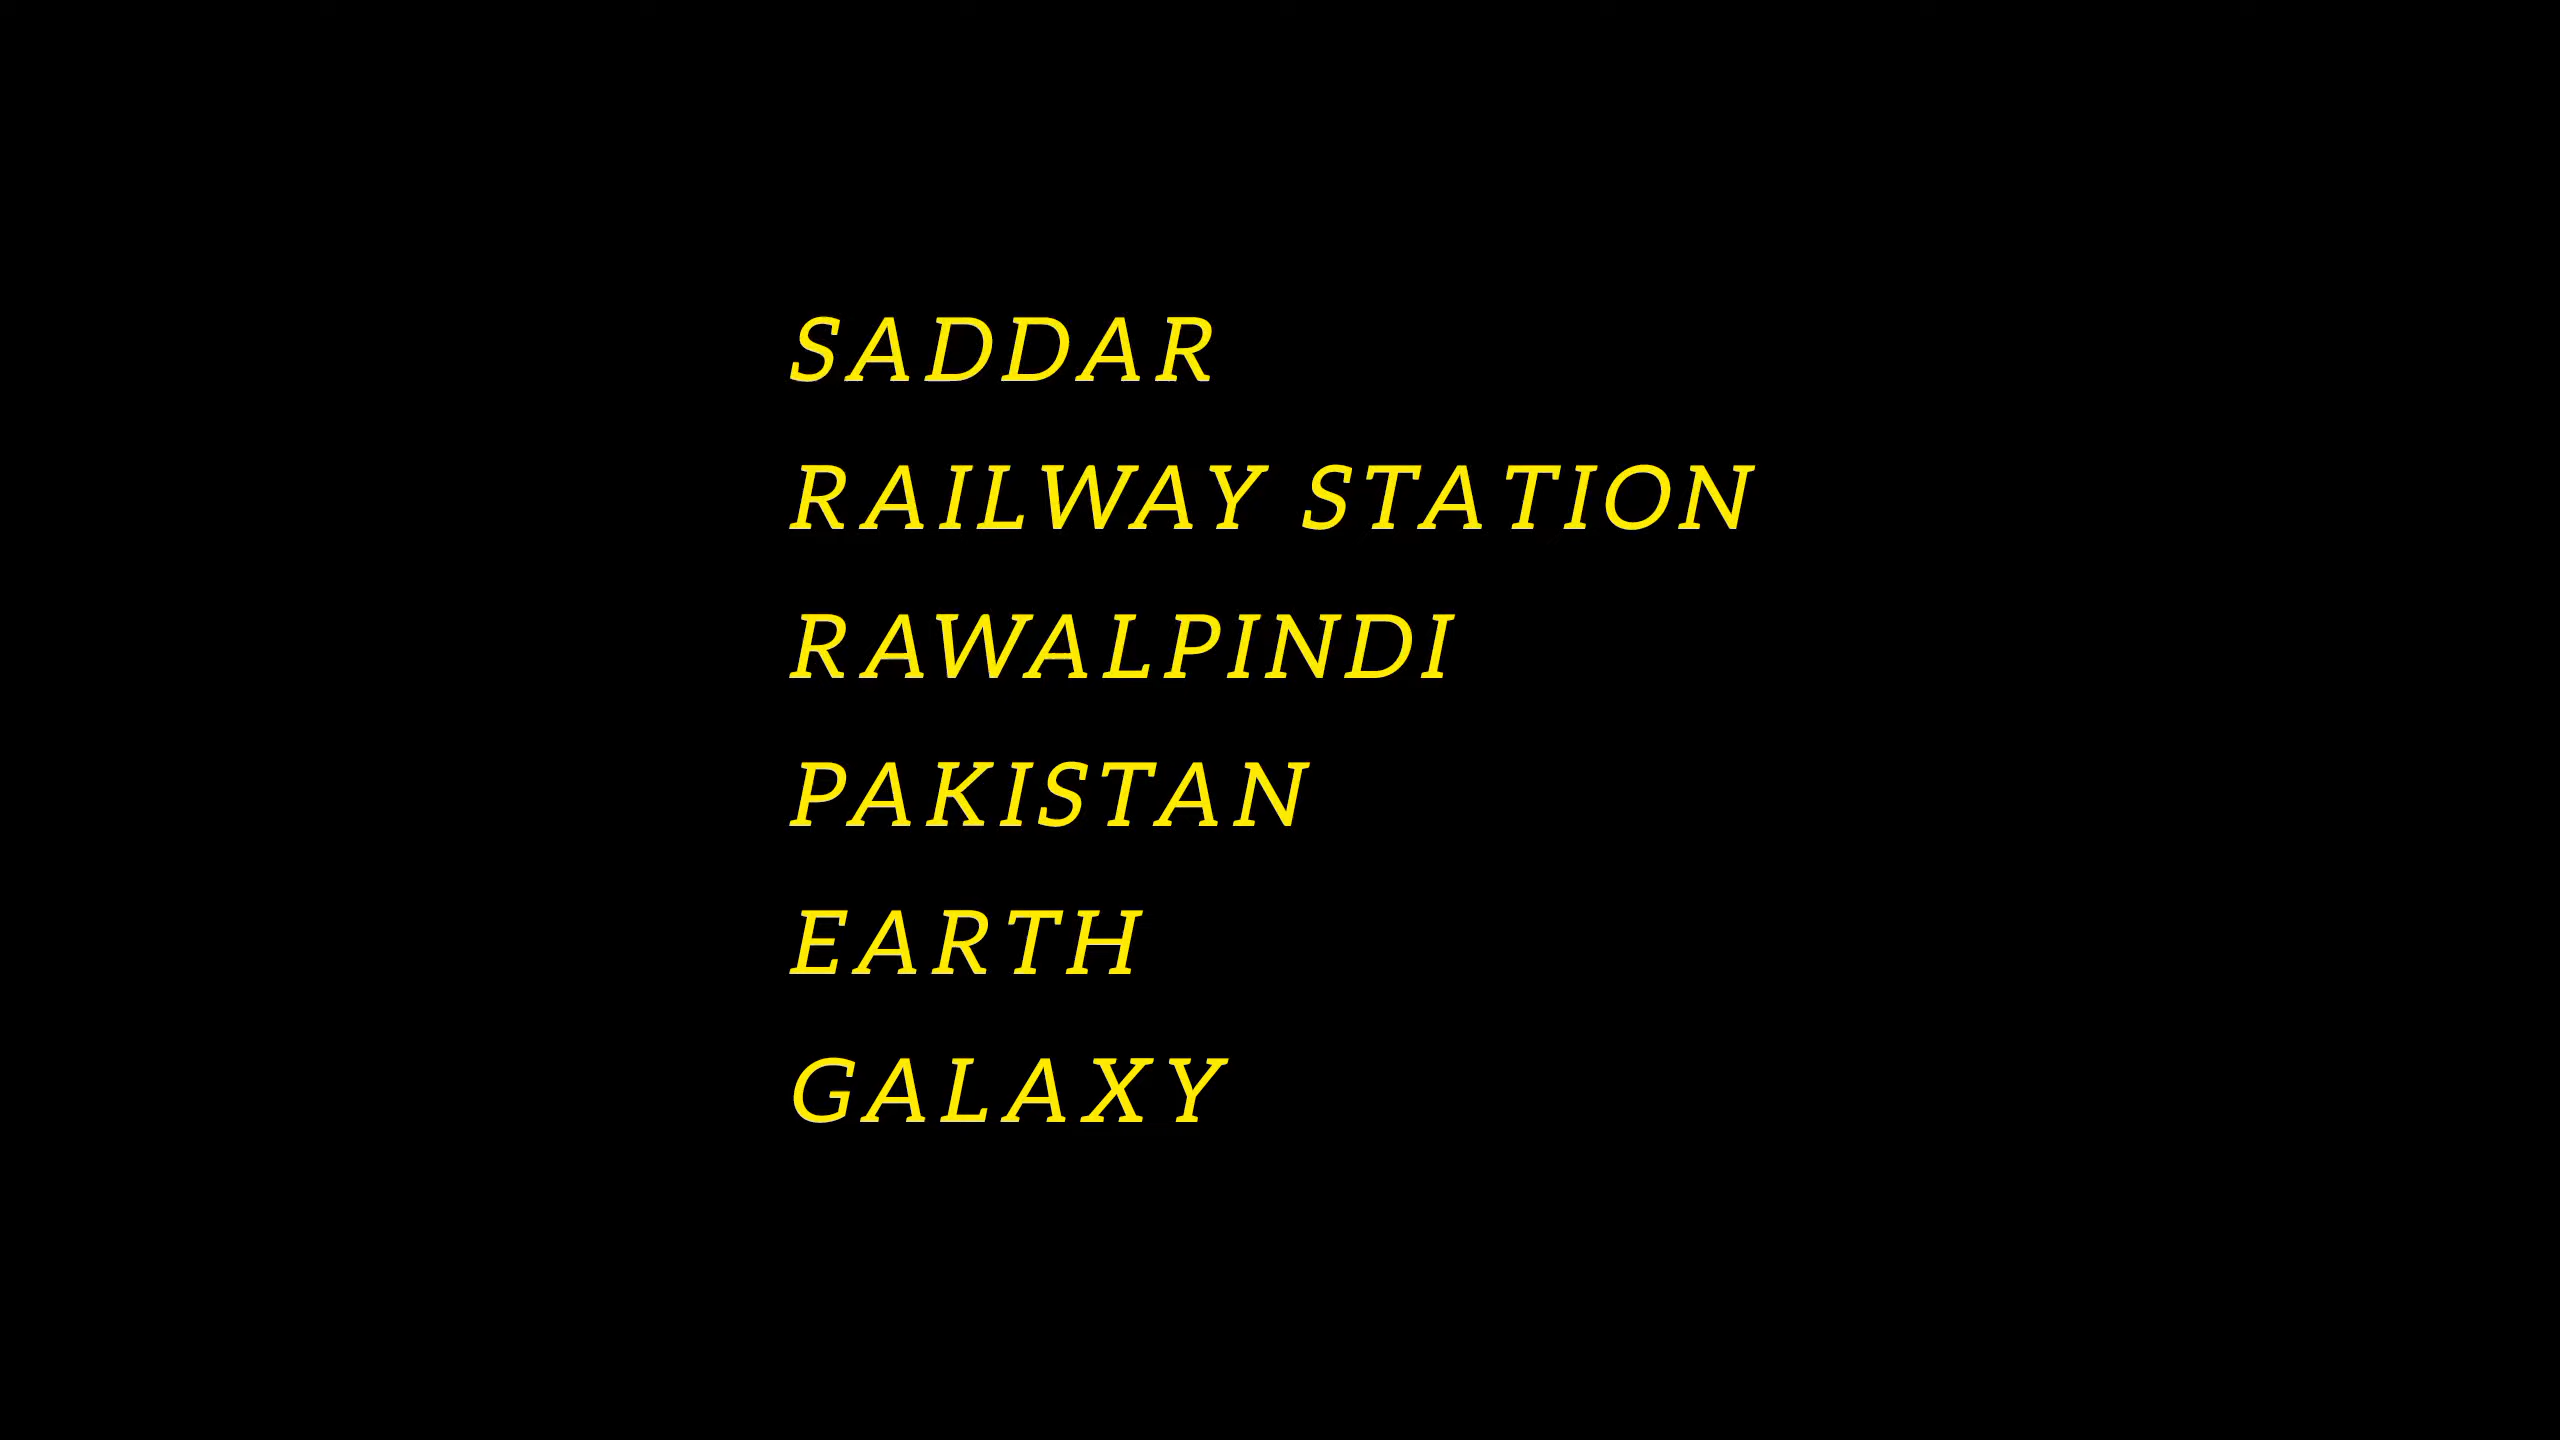 SADDAR
RAILWAY STATION
RAWALPINDI
PAKISTAN
EARTH
GALAXY